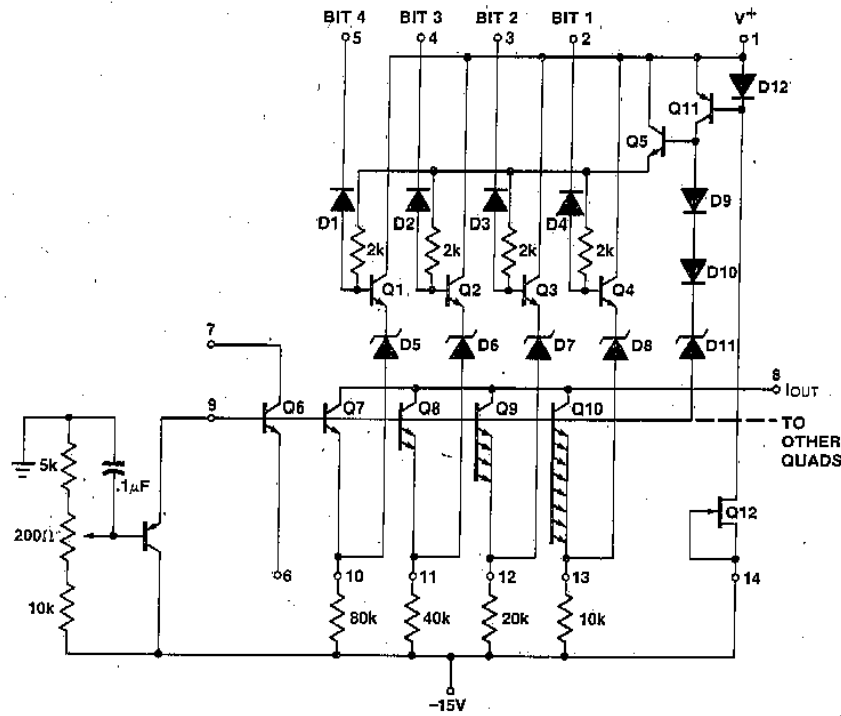 BIT 4 BIT 3 BIT 2 BIT 1 V+
5 4 3 2 1
D12
Q11
Q5
D9
D1 D2 D3 D4
2k 2k 2k 2k
D10
Q1 Q2 Q3 Q4
7
D5 D6 D7 D8 D11
8
IOUT
9 Q6 Q7 Q8 Q9 Q10
TO
OTHER
QUADS
5k
.1µF
200Ω
Q12
6 10 11 12 13 14
10k 80k 40k 20k 10k
–15V